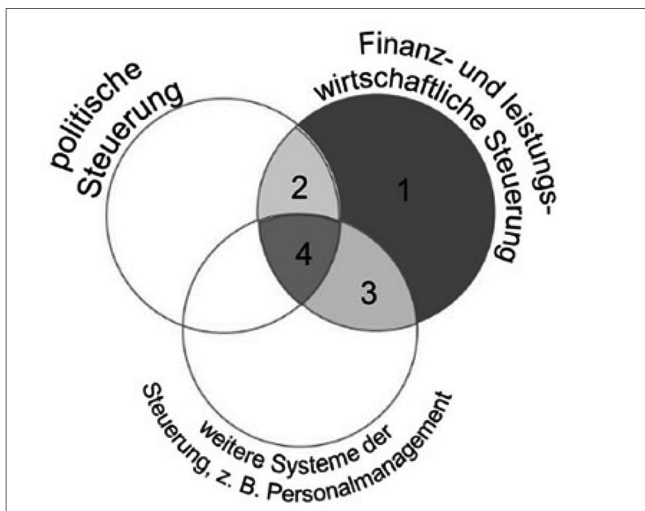 politische
Steuerung
Finanz- und leistungs-
wirtschaftliche Steuerung
2
1
4
3
weitere Systeme der
Steuerung, z. B. Personalmanagement